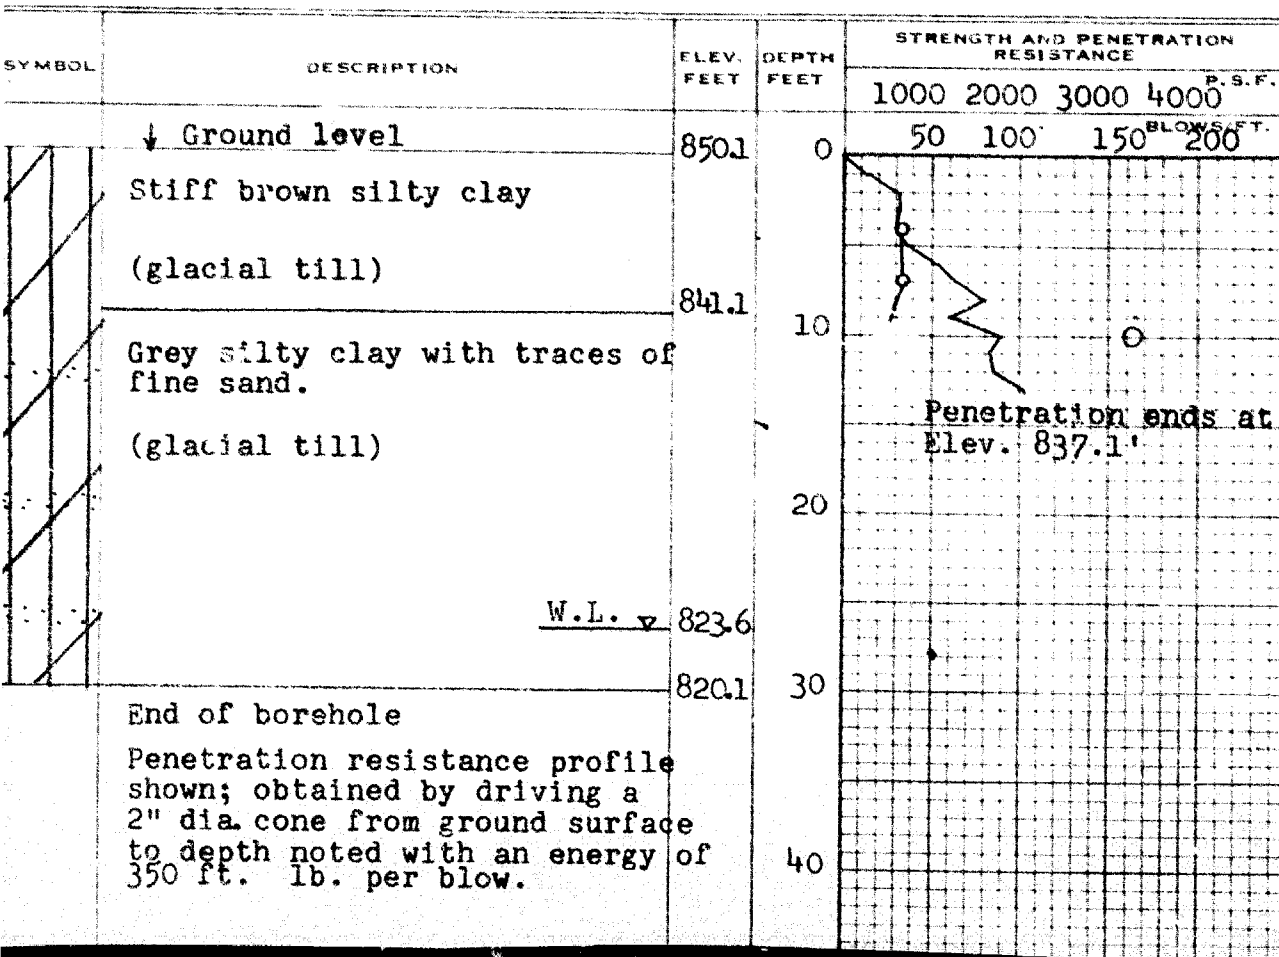 SYMBOL DESCRIPTION ELEV. FEET DEPTH FEET STRENGTH AND PENETRATION RESISTANCE
P.S.F.
1000 2000 3000 4000
BLOWS/FT.
50 100 150 200
↓ Ground level 850.1 0
Stiff brown silty clay
(glacial till)
841.1
10
Grey silty clay with traces of
fine sand.
(glacial till)
Penetration ends at
Elev. 837.1'
20
W.L. 823.6
820.1 30
End of borehole
Penetration resistance profile
shown; obtained by driving a
2" dia. cone from ground surface
to depth noted with an energy of
350 ft. lb. per blow.
40